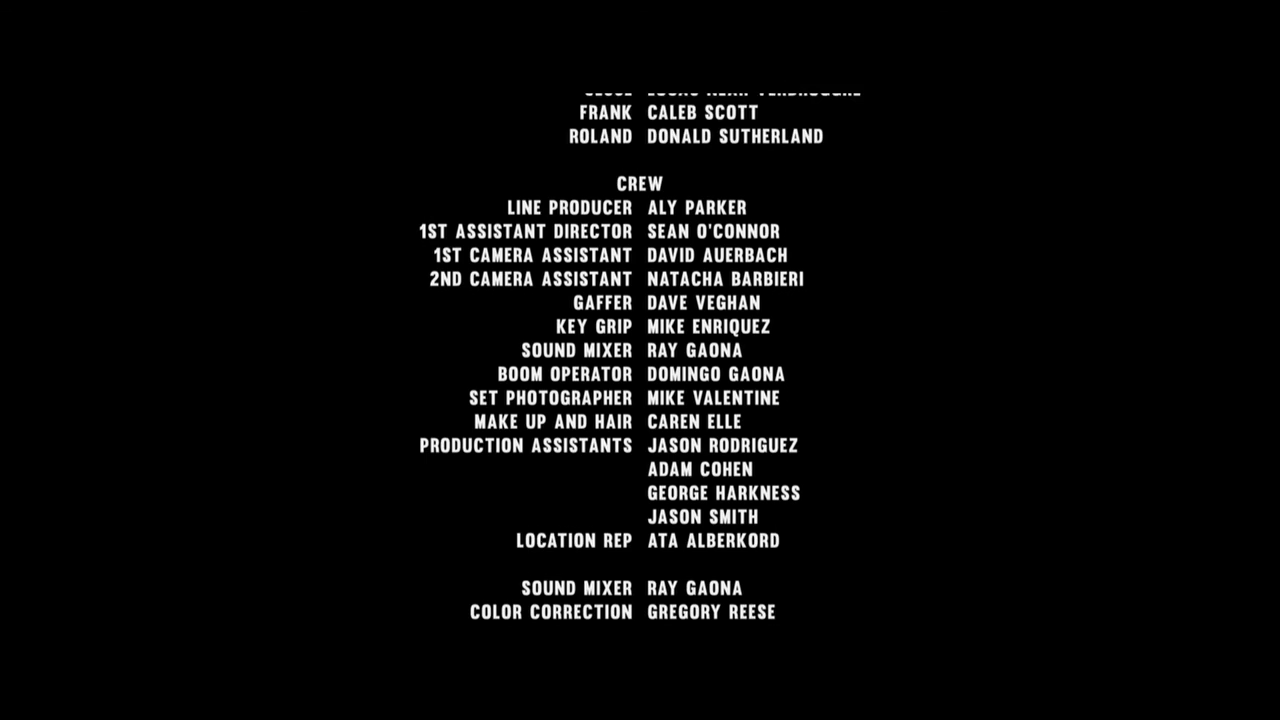 FRANK CALEB SCOTT
ROLAND DONALD SUTHERLAND
CREW
LINE PRODUCER ALY PARKER
1ST ASSISTANT DIRECTOR SEAN O'CONNOR
1ST CAMERA ASSISTANT DAVID AUERBACH
2ND CAMERA ASSISTANT NATACHA BARBIERI
GAFFER DAVE VEGHAN
KEY GRIP MIKE ENRIQUEZ
SOUND MIXER RAY GAONA
BOOM OPERATOR DOMINGO GAONA
SET PHOTOGRAPHER MIKE VALENTINE
MAKE UP AND HAIR CAREN ELLE
PRODUCTION ASSISTANTS JASON RODRIGUEZ
ADAM COHEN
GEORGE HARKNESS
JASON SMITH
LOCATION REP ATA ALBERKORD
SOUND MIXER RAY GAONA
COLOR CORRECTION GREGORY REESE